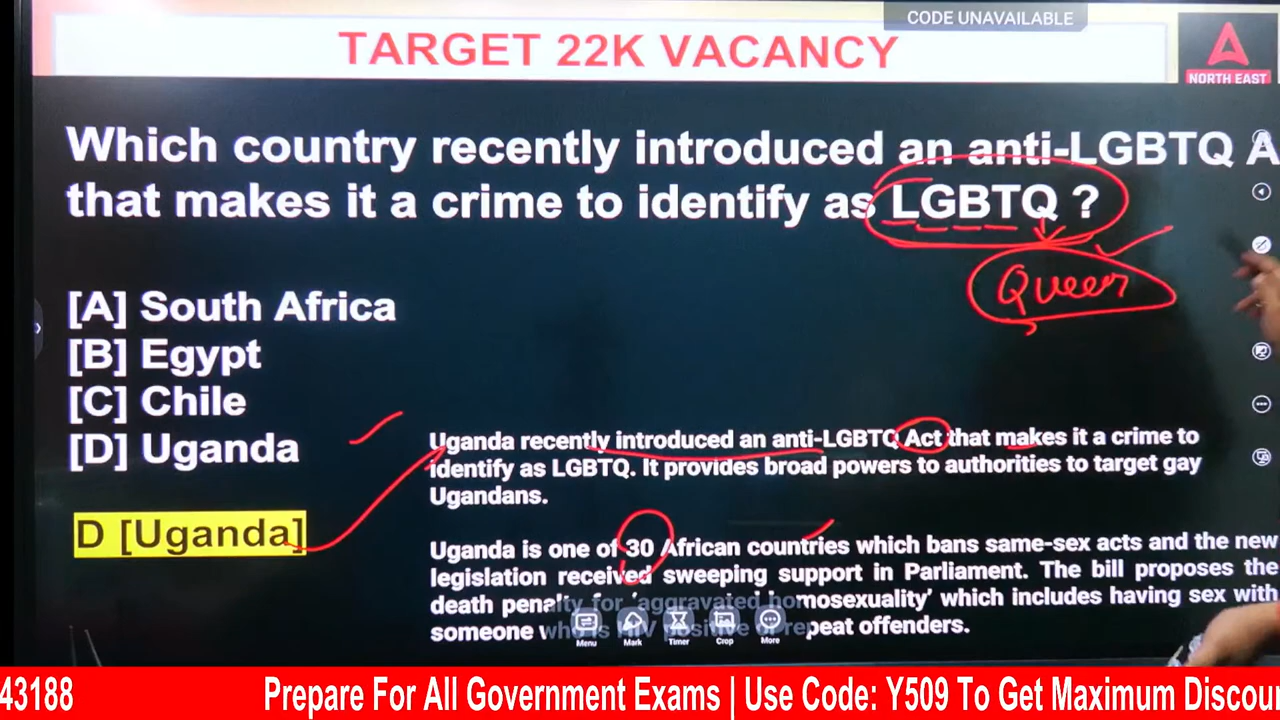 CODE UNAVAILABLE
TARGET 22K VACANCY
NORTH EAST
Which country recently introduced an anti-LGBTQ A
that makes it a crime to identify as LGBTQ ?
Queer
[A] South Africa
[B] Egypt
[C] Chile
[D] Uganda
D [Uganda]
Uganda recently introduced an anti-LGBTQ Act that makes it a crime to
identify as LGBTQ. It provides broad powers to authorities to target gay
Ugandans.
Uganda is one of 30 African countries which bans same-sex acts and the new
legislation received sweeping support in Parliament. The bill proposes the
death penalty for 'aggravated homosexuality' which includes having sex with
someone who is HIV positive or repeat offenders.
Menu Mark Timer Crop More
43188 Prepare For All Government Exams | Use Code: Y509 To Get Maximum Discou